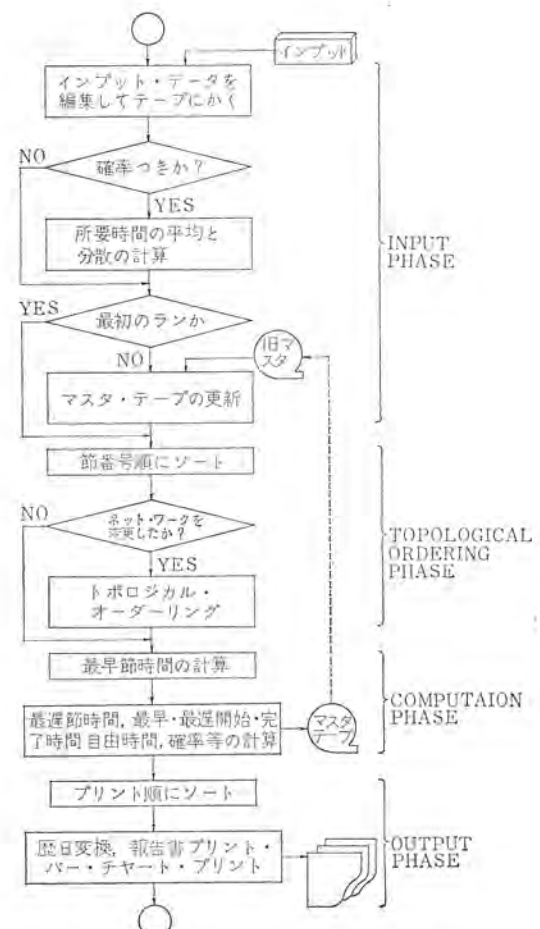 インプット
インプット・データを
編集してテープにかく
NO
確率つきか?
YES
所要時間の平均と
分散の計算
INPUT
PHASE
YES
最初のランか
NO
旧マ
スタ
マスタ・テープの更新
節番号順にソート
NO
ネット・ワークを
変更したか?
YES
TOPOLOGICAL
ORDERING
PHASE
トポロジカル・
オーダーリング
最早節時間の計算
最遅節時間,最早・最遅開始・完
了時間自由時間,確率等の計算
マスタ
テープ
COMPUTAION
PHASE
プリント順にソート
歴日変換,報告書プリント・
バー・チヤート・プリント
OUTPUT
PHASE